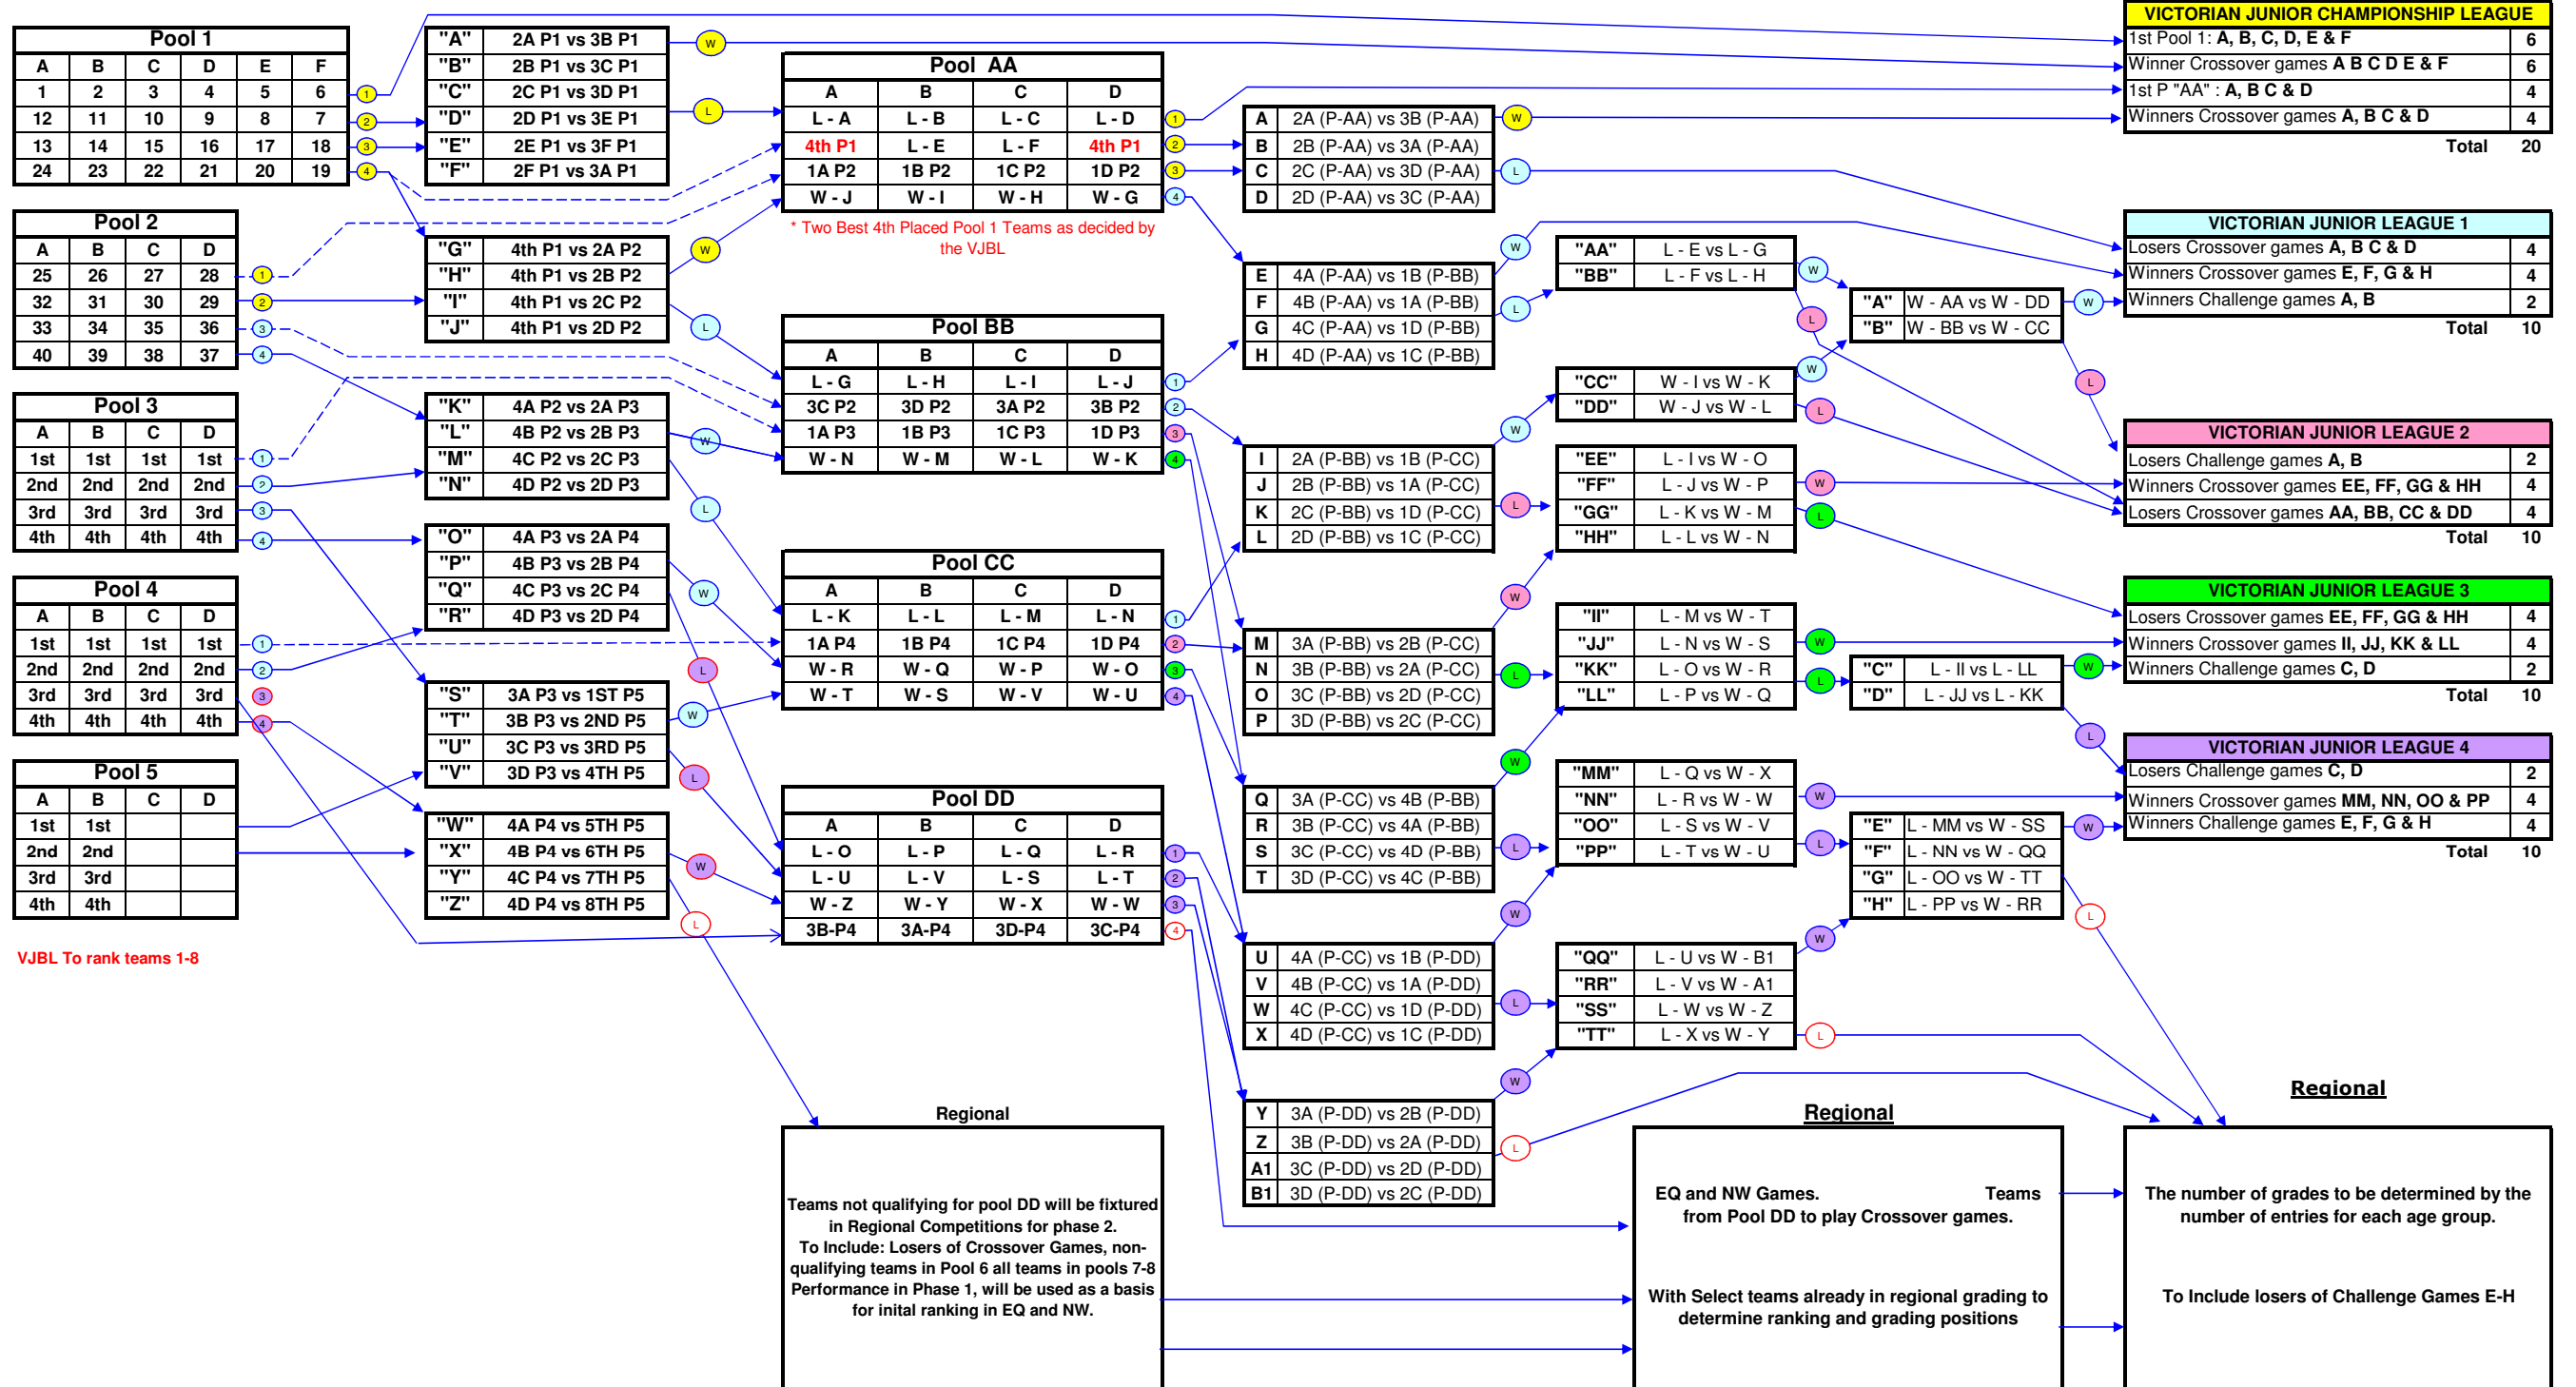 Pool 1
A B C D E F
1 2 3 4 5 6
12 11 10 9 8 7
13 14 15 16 17 18
24 23 22 21 20 19
1
2
3
4
Pool 2
A B C D
25 26 27 28
32 31 30 29
33 34 35 36
40 39 38 37
1
2
3
4
Pool 3
A B C D
1st 1st 1st 1st
2nd 2nd 2nd 2nd
3rd 3rd 3rd 3rd
4th 4th 4th 4th
1
2
3
4
Pool 4
A B C D
1st 1st 1st 1st
2nd 2nd 2nd 2nd
3rd 3rd 3rd 3rd
4th 4th 4th 4th
1
2
3
4
Pool 5
A B C D
1st 1st
2nd 2nd
3rd 3rd
4th 4th
VJBL To rank teams 1-8
"A" 2A P1 vs 3B P1
"B" 2B P1 vs 3C P1
"C" 2C P1 vs 3D P1
"D" 2D P1 vs 3E P1
"E" 2E P1 vs 3F P1
"F" 2F P1 vs 3A P1
W
L
"G" 4th P1 vs 2A P2
"H" 4th P1 vs 2B P2
"I" 4th P1 vs 2C P2
"J" 4th P1 vs 2D P2
W
L
"K" 4A P2 vs 2A P3
"L" 4B P2 vs 2B P3
"M" 4C P2 vs 2C P3
"N" 4D P2 vs 2D P3
W
L
"O" 4A P3 vs 2A P4
"P" 4B P3 vs 2B P4
"Q" 4C P3 vs 2C P4
"R" 4D P3 vs 2D P4
W
L
"S" 3A P3 vs 1ST P5
"T" 3B P3 vs 2ND P5
"U" 3C P3 vs 3RD P5
"V" 3D P3 vs 4TH P5
W
L
"W" 4A P4 vs 5TH P5
"X" 4B P4 vs 6TH P5
"Y" 4C P4 vs 7TH P5
"Z" 4D P4 vs 8TH P5
W
L
Pool AA
A B C D
L - A L - B L - C L - D
4th P1 L - E L - F 4th P1
1A P2 1B P2 1C P2 1D P2
W - J W - I W - H W - G
1
2
3
4
* Two Best 4th Placed Pool 1 Teams as decided by
the VJBL
Pool BB
A B C D
L - G L - H L - I L - J
3C P2 3D P2 3A P2 3B P2
1A P3 1B P3 1C P3 1D P3
W - N W - M W - L W - K
1
2
3
4
Pool CC
A B C D
L - K L - L L - M L - N
1A P4 1B P4 1C P4 1D P4
W - R W - Q W - P W - O
W - T W - S W - V W - U
1
2
3
4
Pool DD
A B C D
L - O L - P L - Q L - R
L - U L - V L - S L - T
W - Z W - Y W - X W - W
3B-P4 3A-P4 3D-P4 3C-P4
1
2
3
4
Regional
Teams not qualifying for pool DD will be fixtured
in Regional Competitions for phase 2.
To Include: Losers of Crossover Games, non-
qualifying teams in Pool 6 all teams in pools 7-8
Performance in Phase 1, will be used as a basis
for inital ranking in EQ and NW.
A 2A (P-AA) vs 3B (P-AA)
B 2B (P-AA) vs 3A (P-AA)
C 2C (P-AA) vs 3D (P-AA)
D 2D (P-AA) vs 3C (P-AA)
W
L
E 4A (P-AA) vs 1B (P-BB)
F 4B (P-AA) vs 1A (P-BB)
G 4C (P-AA) vs 1D (P-BB)
H 4D (P-AA) vs 1C (P-BB)
W
L
I 2A (P-BB) vs 1B (P-CC)
J 2B (P-BB) vs 1A (P-CC)
K 2C (P-BB) vs 1D (P-CC)
L 2D (P-BB) vs 1C (P-CC)
W
L
M 3A (P-BB) vs 2B (P-CC)
N 3B (P-BB) vs 2A (P-CC)
O 3C (P-BB) vs 2D (P-CC)
P 3D (P-BB) vs 2C (P-CC)
W
L
Q 3A (P-CC) vs 4B (P-BB)
R 3B (P-CC) vs 4A (P-BB)
S 3C (P-CC) vs 4D (P-BB)
T 3D (P-CC) vs 4C (P-BB)
W
L
U 4A (P-CC) vs 1B (P-DD)
V 4B (P-CC) vs 1A (P-DD)
W 4C (P-CC) vs 1D (P-DD)
X 4D (P-CC) vs 1C (P-DD)
W
L
Y 3A (P-DD) vs 2B (P-DD)
Z 3B (P-DD) vs 2A (P-DD)
A1 3C (P-DD) vs 2D (P-DD)
B1 3D (P-DD) vs 2C (P-DD)
W
L
"AA" L - E vs L - G
"BB" L - F vs L - H
W
L
"CC" W - I vs W - K
"DD" W - J vs W - L
W
L
"EE" L - I vs W - O
"FF" L - J vs W - P
"GG" L - K vs W - M
"HH" L - L vs W - N
W
L
"II" L - M vs W - T
"JJ" L - N vs W - S
"KK" L - O vs W - R
"LL" L - P vs W - Q
W
L
"MM" L - Q vs W - X
"NN" L - R vs W - W
"OO" L - S vs W - V
"PP" L - T vs W - U
W
L
"QQ" L - U vs W - B1
"RR" L - V vs W - A1
"SS" L - W vs W - Z
"TT" L - X vs W - Y
W
L
"A" W - AA vs W - DD
"B" W - BB vs W - CC
W
L
"C" L - II vs L - LL
"D" L - JJ vs L - KK
W
L
"E" L - MM vs W - SS
"F" L - NN vs W - QQ
"G" L - OO vs W - TT
"H" L - PP vs W - RR
W
L
Regional
EQ and NW Games. Teams
from Pool DD to play Crossover games.
With Select teams already in regional grading to
determine ranking and grading positions
VICTORIAN JUNIOR CHAMPIONSHIP LEAGUE
1st Pool 1: A, B, C, D, E & F 6
Winner Crossover games A B C D E & F 6
1st P "AA" : A, B C & D 4
Winners Crossover games A, B C & D 4
Total 20
VICTORIAN JUNIOR LEAGUE 1
Losers Crossover games A, B C & D 4
Winners Crossover games E, F, G & H 4
Winners Challenge games A, B 2
Total 10
VICTORIAN JUNIOR LEAGUE 2
Losers Challenge games A, B 2
Winners Crossover games EE, FF, GG & HH 4
Losers Crossover games AA, BB, CC & DD 4
Total 10
VICTORIAN JUNIOR LEAGUE 3
Losers Crossover games EE, FF, GG & HH 4
Winners Crossover games II, JJ, KK & LL 4
Winners Challenge games C, D 2
Total 10
VICTORIAN JUNIOR LEAGUE 4
Losers Challenge games C, D 2
Winners Crossover games MM, NN, OO & PP 4
Winners Challenge games E, F, G & H 4
Total 10
Regional
The number of grades to be determined by the
number of entries for each age group.
To Include losers of Challenge Games E-H